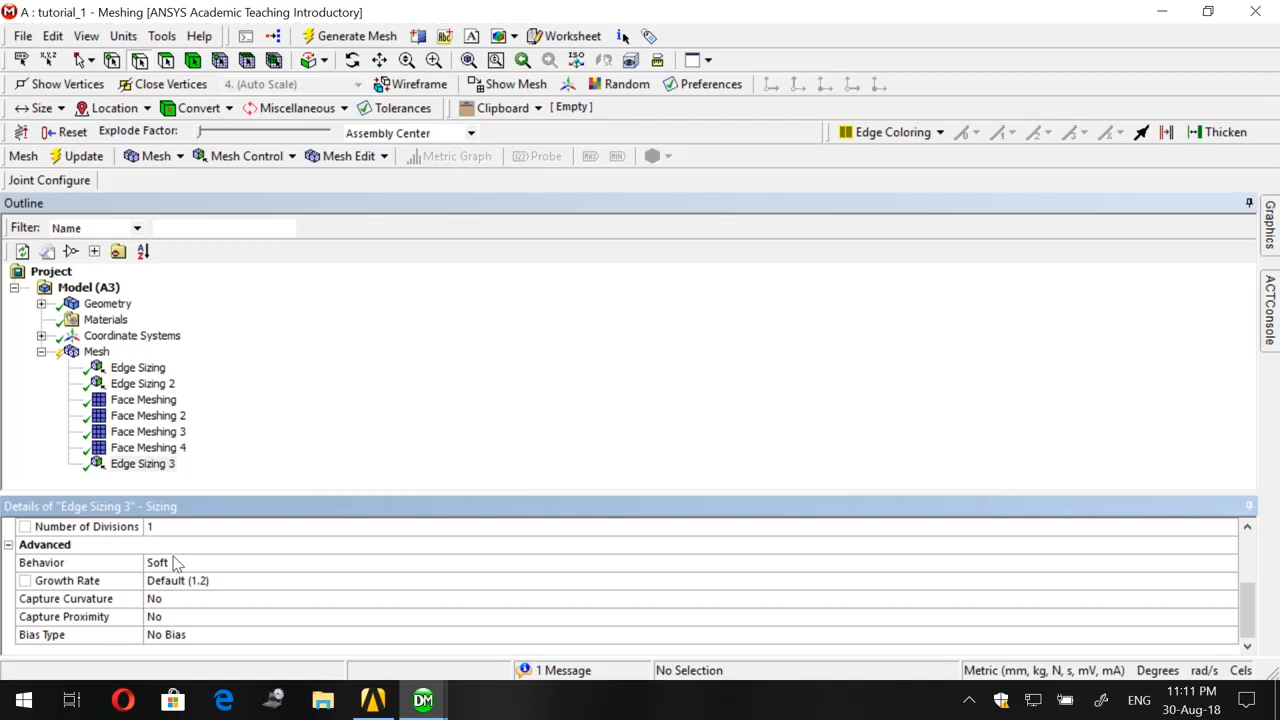 A : tutorial_1 - Meshing [ANSYS Academic Teaching Introductory]
File Edit View Units Tools Help Generate Mesh Worksheet
Show Vertices Close Vertices 4. (Auto Scale) Wireframe Show Mesh Random Preferences
Size Location Convert Miscellaneous Tolerances Clipboard [ Empty ]
Reset Explode Factor: Assembly Center Edge Coloring Thicken
Mesh Update Mesh Mesh Control Mesh Edit Metric Graph Probe MAX MIN
Joint Configure
Outline
Filter: Name
Project
Model (A3)
Geometry
Materials
Coordinate Systems
Mesh
Edge Sizing
Edge Sizing 2
Face Meshing
Face Meshing 2
Face Meshing 3
Face Meshing 4
Edge Sizing 3
Graphics
ACTConsole
Details of "Edge Sizing 3" - Sizing
Number of Divisions 1
Advanced
Behavior Soft
Growth Rate Default (1.2)
Capture Curvature No
Capture Proximity No
Bias Type No Bias
1 Message No Selection Metric (mm, kg, N, s, mV, mA) Degrees rad/s Cels
DM
ENG
11:11 PM
30-Aug-18